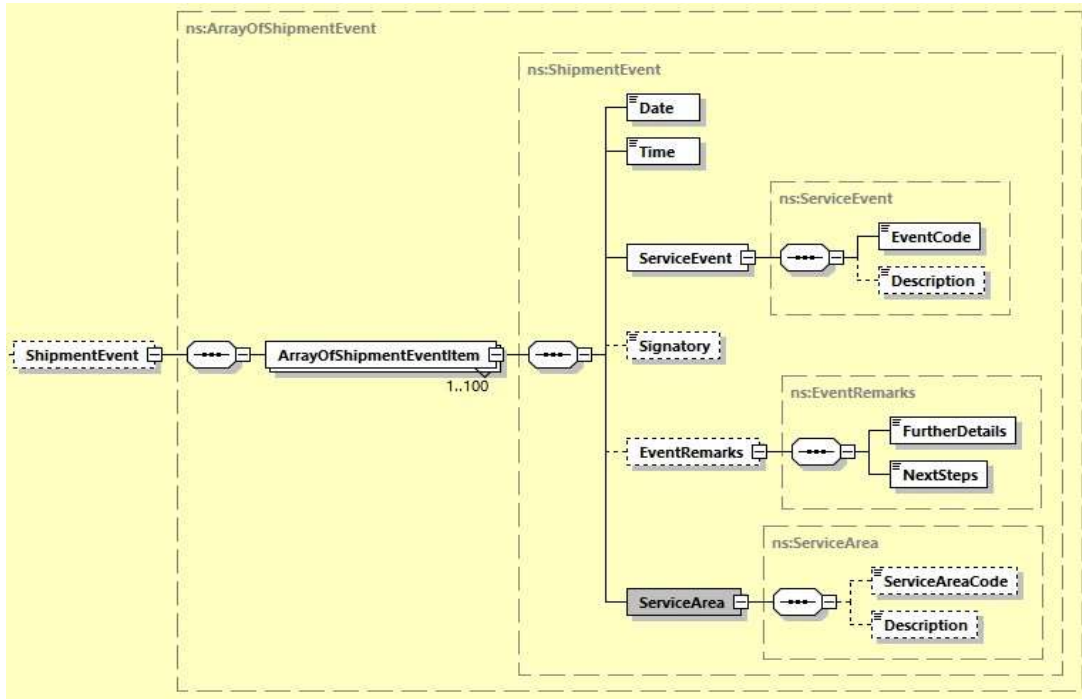 ns:ArrayOfShipmentEvent
ns:ShipmentEvent
Date
Time
ns:ServiceEvent
EventCode
ServiceEvent
Description
Signatory
ShipmentEvent
ArrayOfShipmentEventItem
1..100
ns:EventRemarks
FurtherDetails
EventRemarks
NextSteps
ns:ServiceArea
ServiceAreaCode
ServiceArea
Description